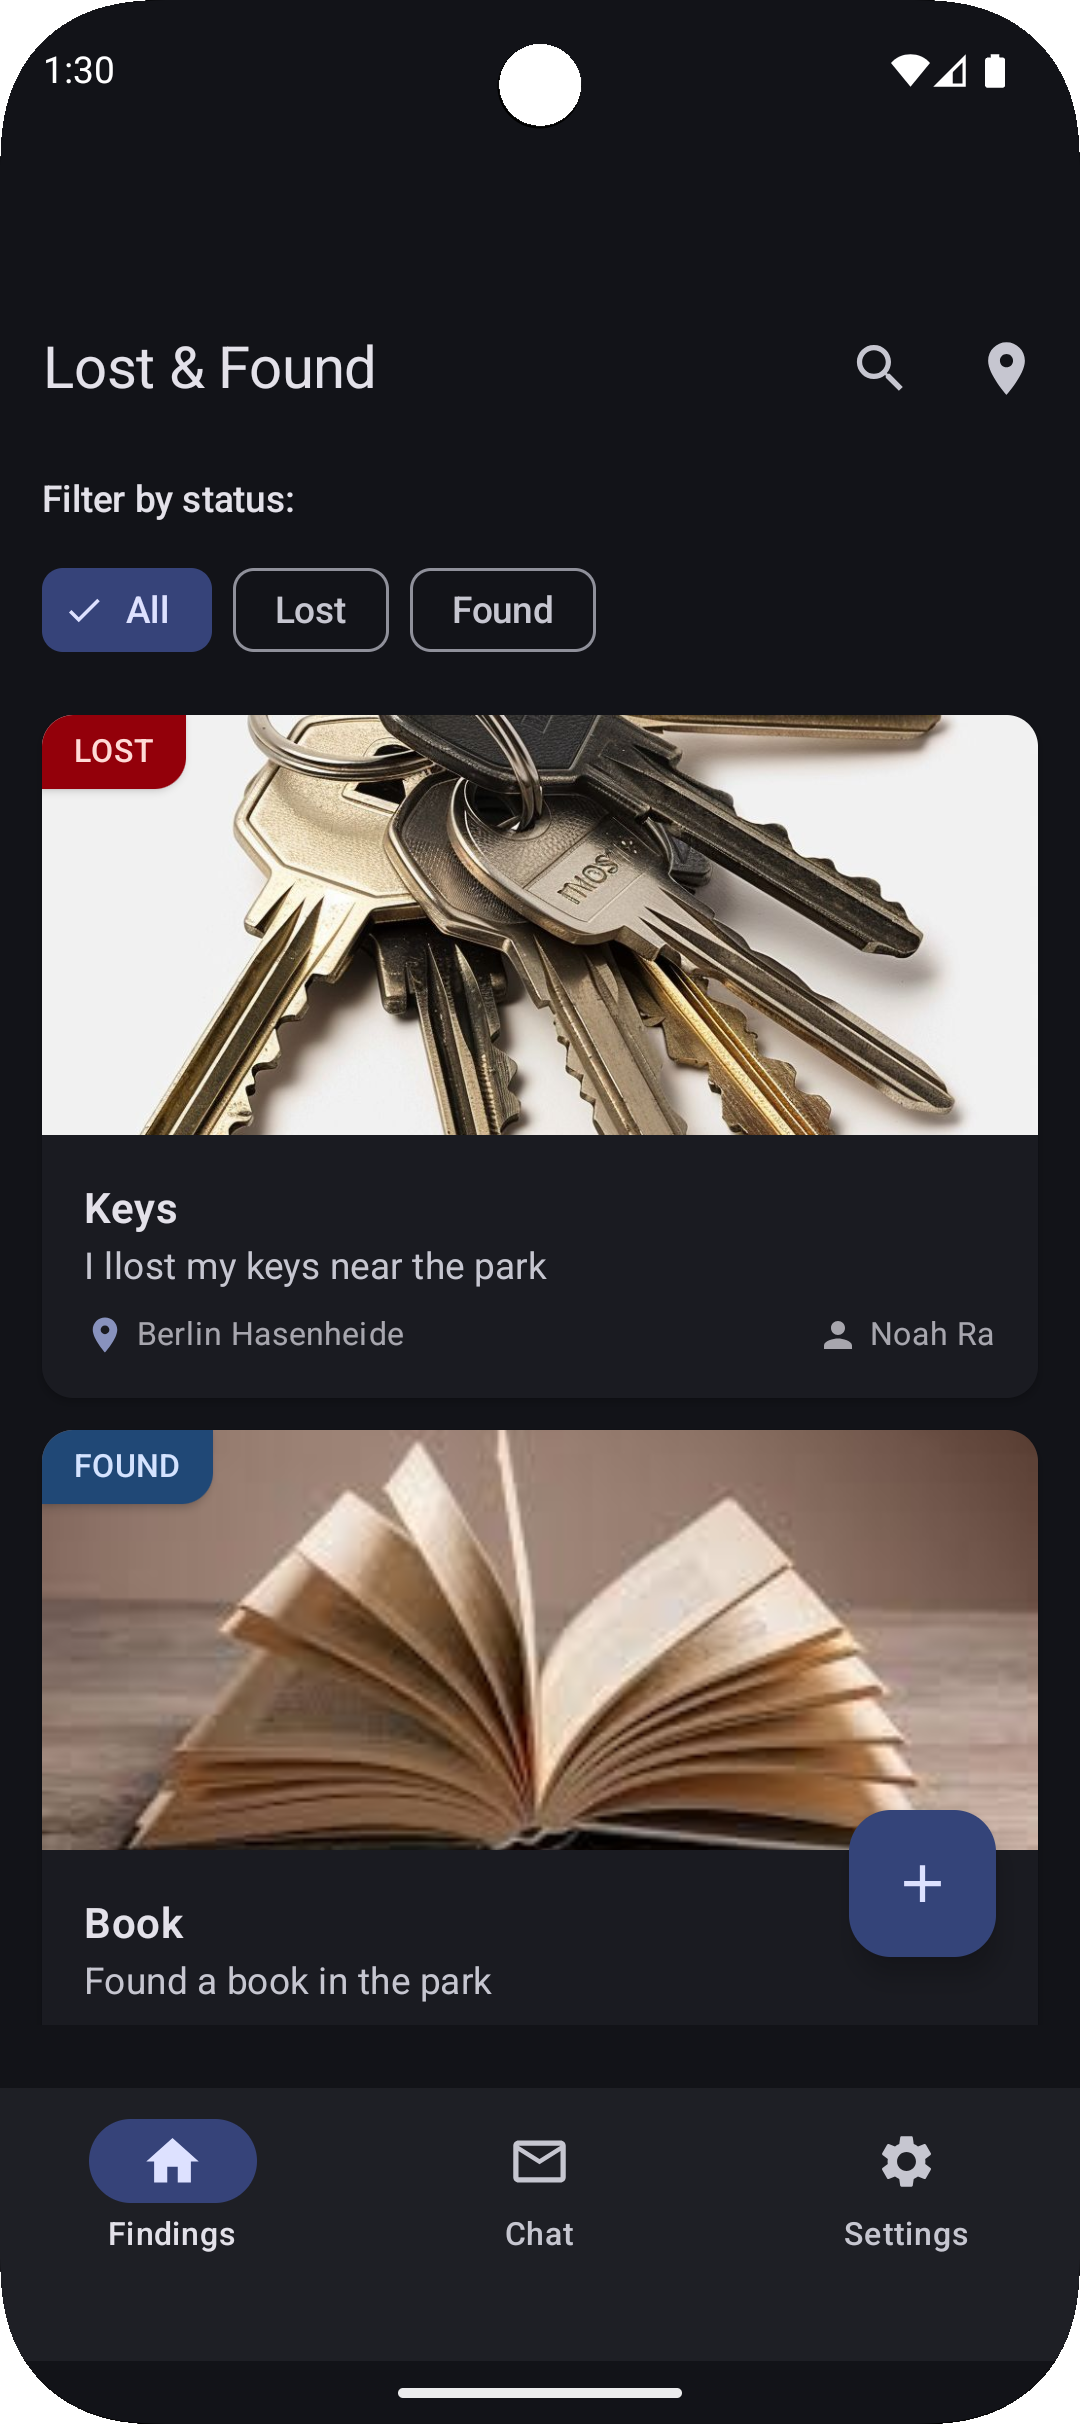 1:30
Lost & Found
Filter by status:
All
Lost
Found
LOST
Keys
I llost my keys near the park
Berlin Hasenheide
Noah Ra
FOUND
Book
Found a book in the park
Findings
Chat
Settings